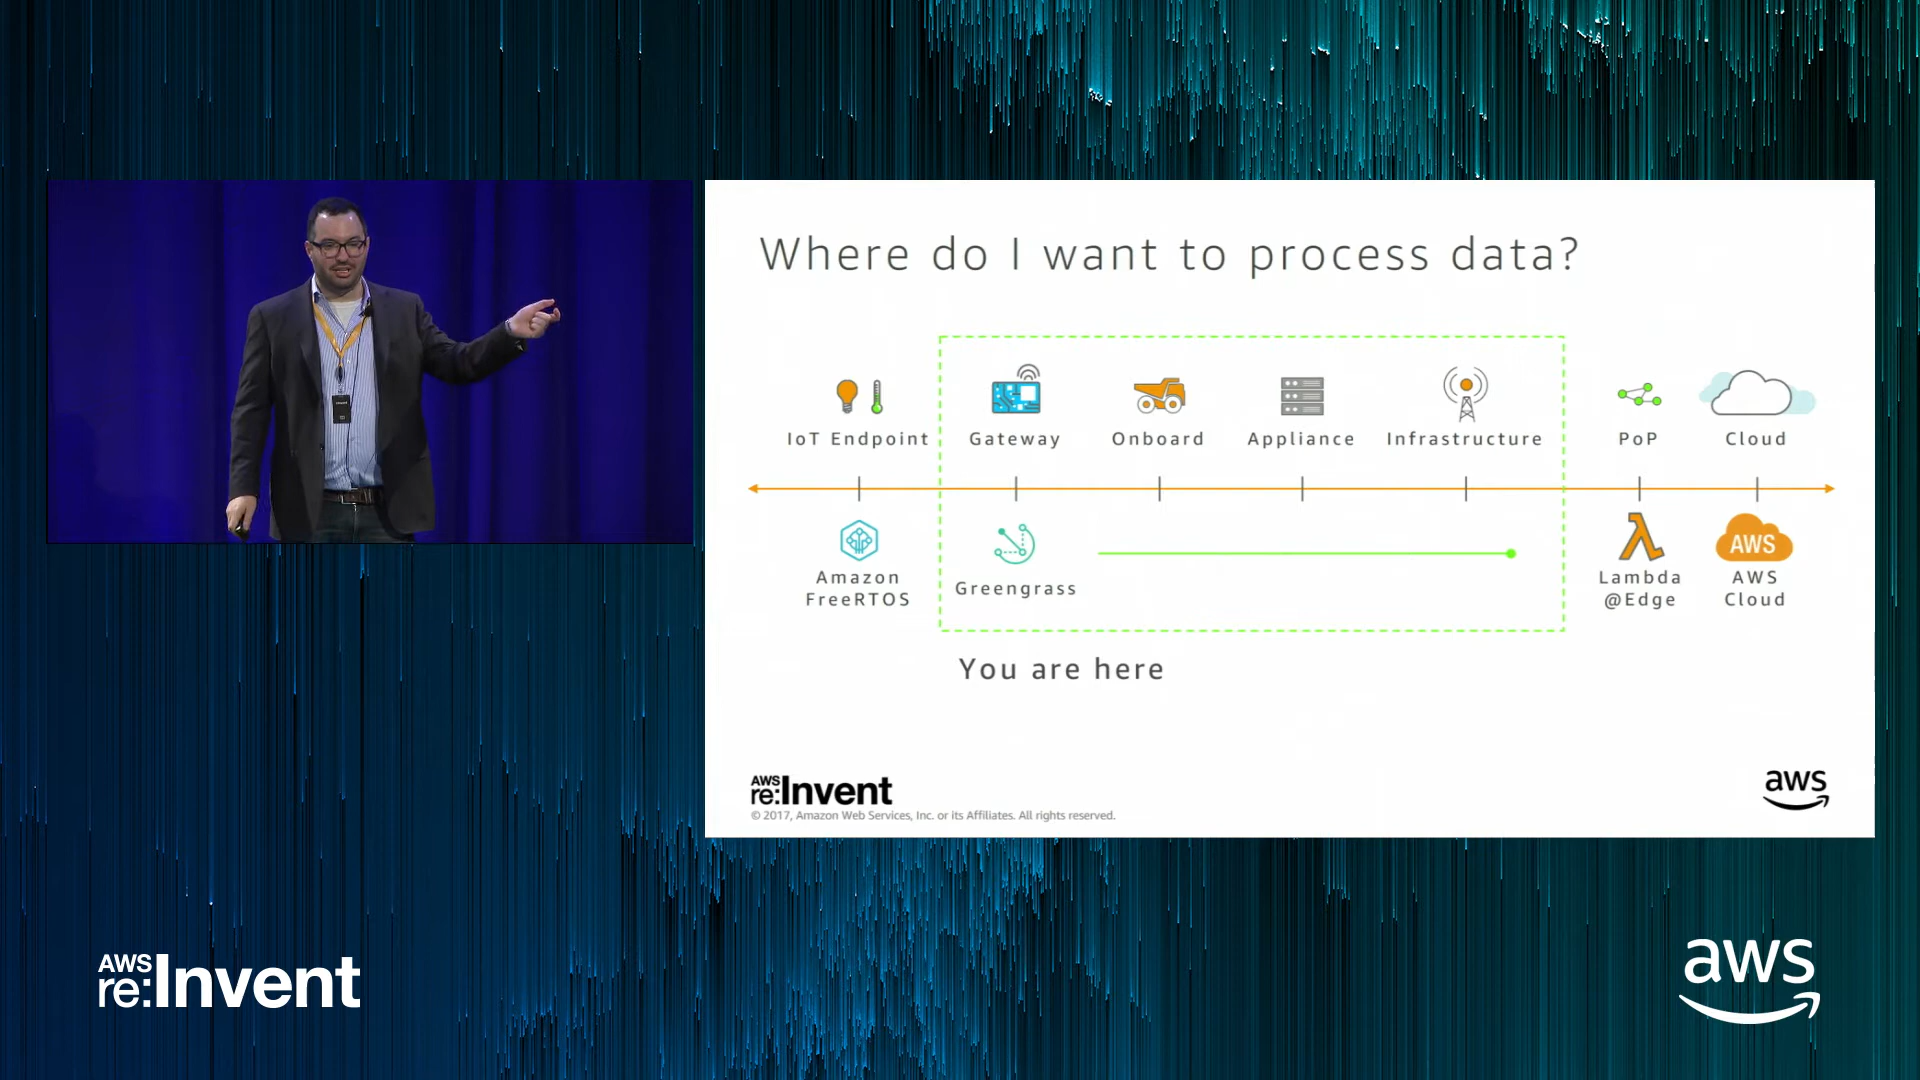 Where do I want to process data?
IoT Endpoint
Gateway
Onboard
Appliance
Infrastructure
PoP
Cloud
Amazon
FreeRTOS
Greengrass
Lambda
@Edge
AWS
AWS
Cloud
You are here
AWS
re:Invent
© 2017, Amazon Web Services, Inc. or its Affiliates. All rights reserved.
aws
AWS
re:Invent
aws